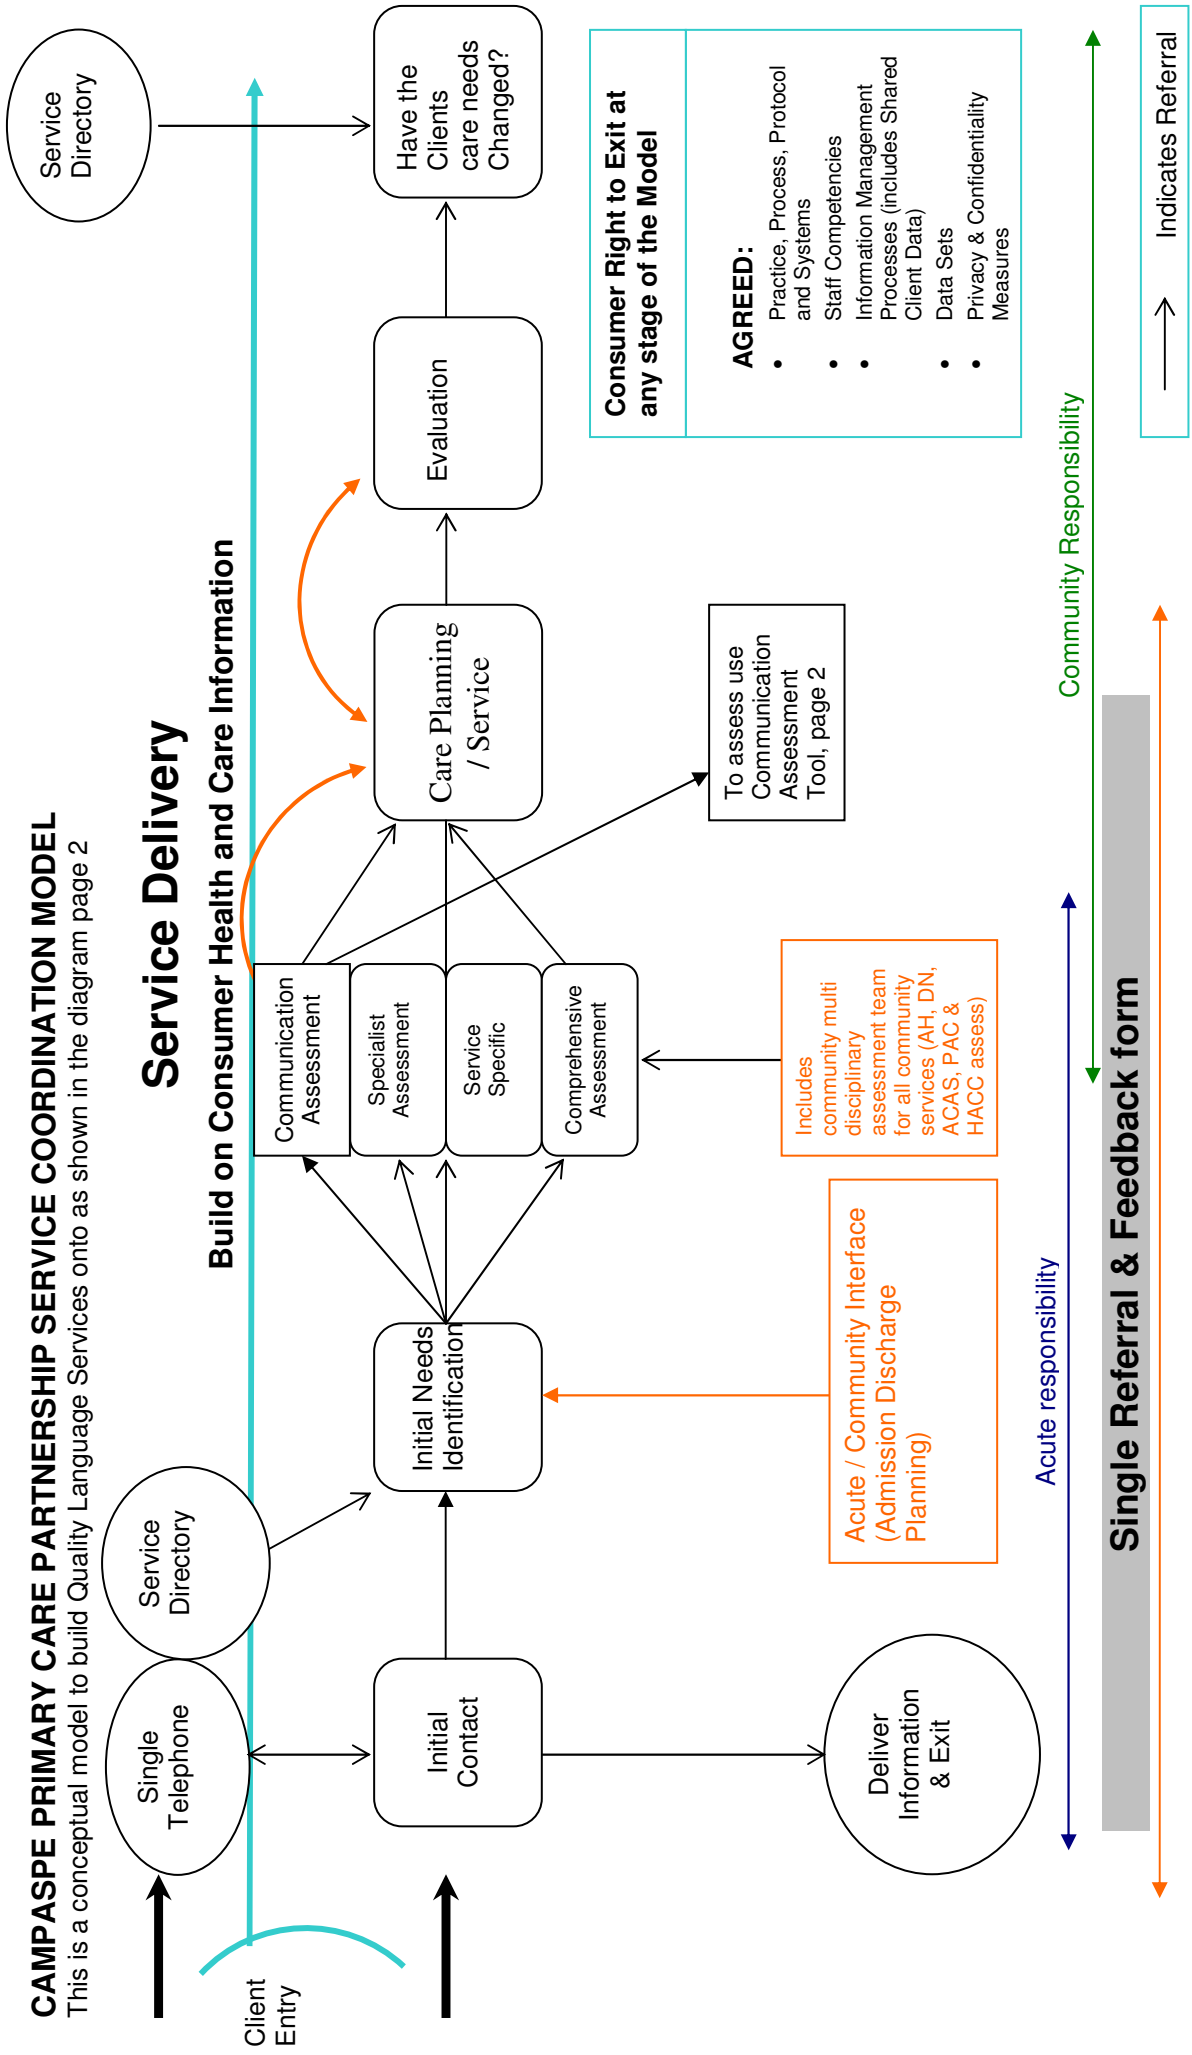 CAMPASPE PRIMARY CARE PARTNERSHIP SERVICE COORDINATION MODEL
This is a conceptual model to build Quality Language Services onto as shown in the diagram page 2
Service Delivery
Build on Consumer Health and Care Information
Client
Entry
Single
Telephone
Service
Directory
Service
Directory
Initial
Contact
Initial Needs
Identification
Communication
Assessment
Specialist
Assessment
Service
Specific
Comprehensive
Assessment
Care Planning
/ Service
Evaluation
Have the
Clients
care needs
Changed?
Deliver
Information
& Exit
Acute / Community Interface
(Admission Discharge
Planning)
Includes
community multi
disciplinary
assessment team
for all community
services (AH, DN,
ACAS, PAC &
HACC assess)
To assess use
Communication
Assessment
Tool, page 2
Consumer Right to Exit at
any stage of the Model
AGREED:
• Practice, Process, Protocol
and Systems
• Staff Competencies
• Information Management
Processes (includes Shared
Client Data)
• Data Sets
• Privacy & Confidentiality
Measures
Acute responsibility
Community Responsibility
Single Referral & Feedback form
Indicates Referral